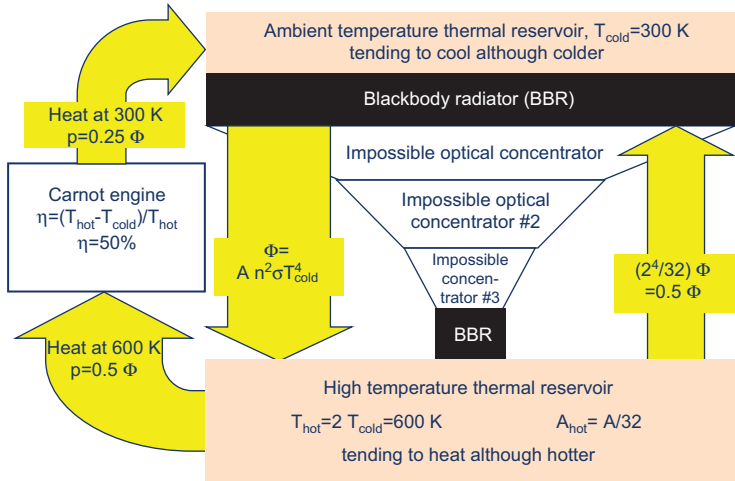 Ambient temperature thermal reservoir, T_cold=300 K
tending to cool although colder
Blackbody radiator (BBR)
Heat at 300 K
p=0.25 Φ
Impossible optical concentrator
Carnot engine
η=(T_hot-T_cold)/T_hot
η=50%
Impossible optical
concentrator #2
Φ=
A n²σT⁴_cold
Impossible
concen-
trator #3
(2⁴/32) Φ
=0.5 Φ
BBR
Heat at 600 K
p=0.5 Φ
High temperature thermal reservoir
T_hot=2 T_cold=600 K
A_hot= A/32
tending to heat although hotter